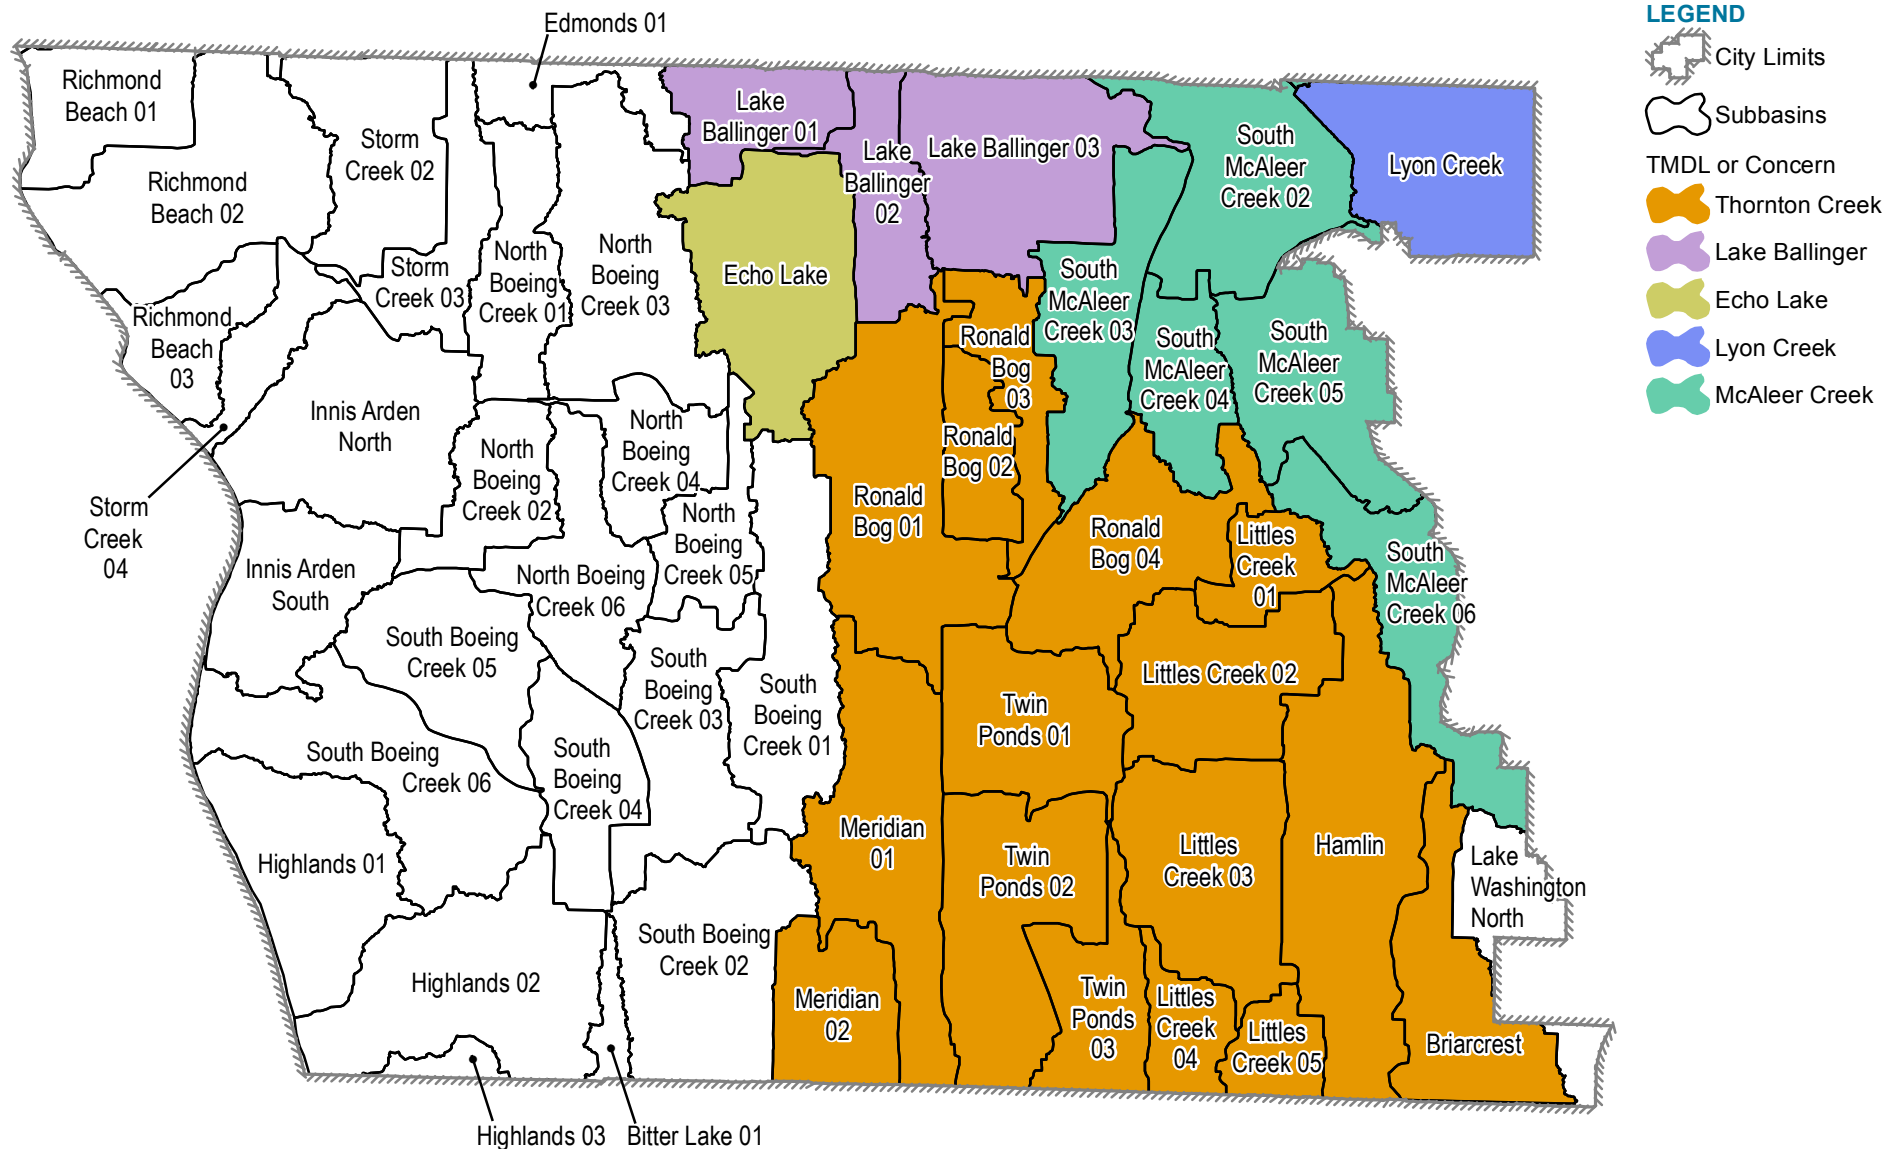 Edmonds 01
Richmond
Beach 01
Storm
Creek 02
Richmond
Beach 02
Lake
Ballinger 01
Lake
Ballinger
02
Lake Ballinger 03
South
McAleer
Creek 02
Lyon Creek
Storm
Creek 03
North
Boeing
Creek 01
North
Boeing
Creek 03
Echo Lake
South
McAleer
Creek 03
Richmond
Beach
03
Ronald
Bog
03
South
McAleer
Creek 04
South
McAleer
Creek 05
Innis Arden
North
North
Boeing
Creek 04
Ronald
Bog 02
North
Boeing
Creek 02
Storm
Creek
04
Ronald
Bog 01
North
Boeing
Creek 05
Ronald
Bog 04
Littles
Creek
01
South
McAleer
Creek 06
Innis Arden
South
North Boeing
Creek 06
South Boeing
Creek 05
South
Boeing
Creek 03
South
Boeing
Creek 01
Littles Creek 02
Twin
Ponds 01
South Boeing
Creek 06
South
Boeing
Creek 04
Highlands 01
Meridian
01
Twin
Ponds 02
Littles
Creek 03
Hamlin
Lake
Washington
North
Highlands 02
South Boeing
Creek 02
Meridian
02
Twin
Ponds
03
Littles
Creek
04
Littles
Creek 05
Briarcrest
Highlands 03
Bitter Lake 01
LEGEND
City Limits
Subbasins
TMDL or Concern
Thornton Creek
Lake Ballinger
Echo Lake
Lyon Creek
McAleer Creek